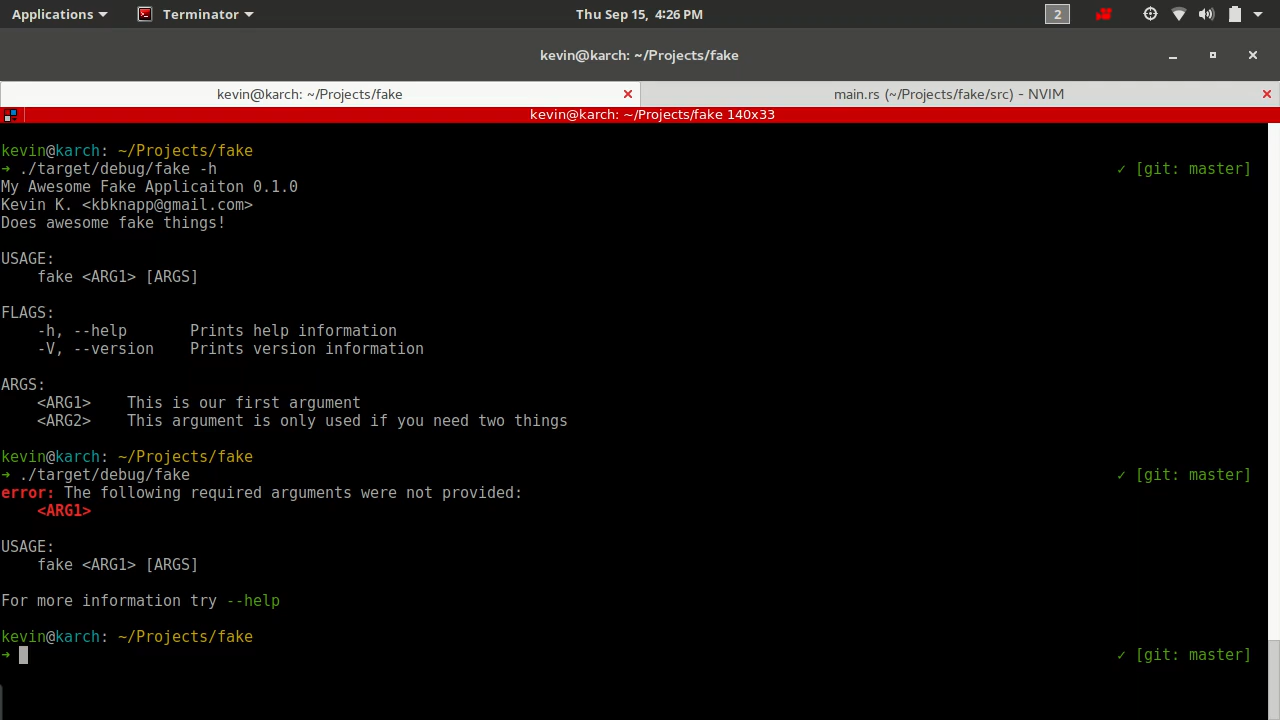 Applications Terminator Thu Sep 15, 4:26 PM 2
kevin@karch: ~/Projects/fake
kevin@karch: ~/Projects/fake main.rs (~/Projects/fake/src) - NVIM
kevin@karch: ~/Projects/fake 140x33
kevin@karch: ~/Projects/fake
➜ ./target/debug/fake -h ✓ [git: master]
My Awesome Fake Applicaiton 0.1.0
Kevin K. <kbknapp@gmail.com>
Does awesome fake things!
USAGE:
fake <ARG1> [ARGS]
FLAGS:
-h, --help Prints help information
-V, --version Prints version information
ARGS:
<ARG1> This is our first argument
<ARG2> This argument is only used if you need two things
kevin@karch: ~/Projects/fake
➜ ./target/debug/fake ✓ [git: master]
error: The following required arguments were not provided:
<ARG1>
USAGE:
fake <ARG1> [ARGS]
For more information try --help
kevin@karch: ~/Projects/fake
➜ ✓ [git: master]